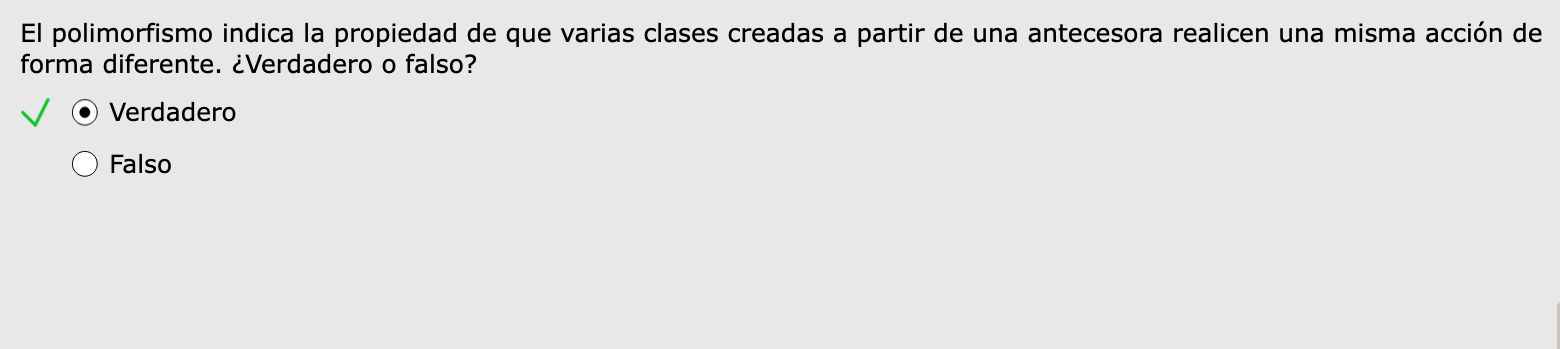 El polimorfismo indica la propiedad de que varias clases creadas a partir de una antecesora realicen una misma acción de
forma diferente. ¿Verdadero o falso?
Verdadero
Falso